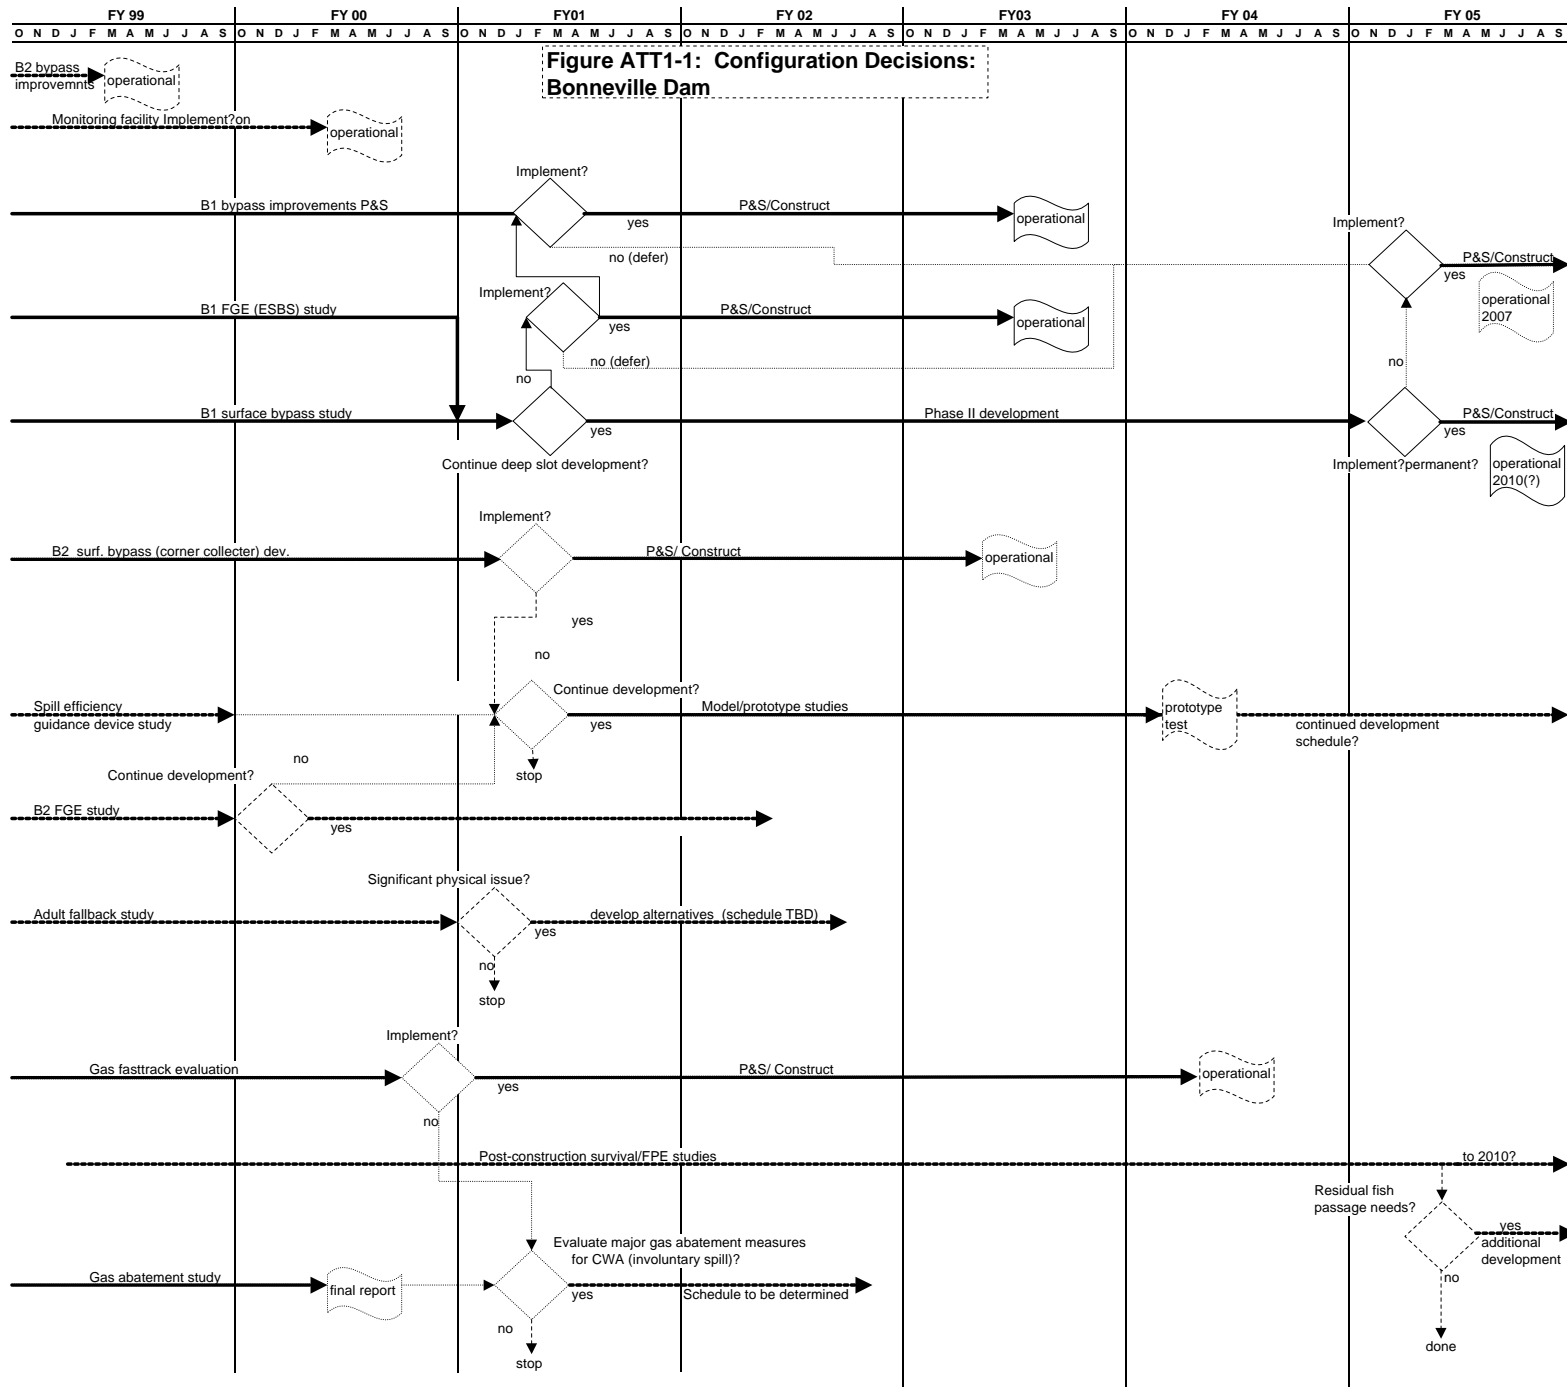 FY 99 FY 00 FY01 FY 02 FY03 FY 04 FY 05
O N D J F M A M J J A S O N D J F M A M J J A S O N D J F M A M J J A S O N D J F M A M J J A S O N D J F M A M J J A S O N D J F M A M J J A S O N D J F M A M J J A S
Figure ATT1-1: Configuration Decisions:
Bonneville Dam
B2 bypass
improvemnts
operational
Monitoring facility Implement?on
operational
Implement?
B1 bypass improvements P&S
yes
P&S/Construct
operational
no (defer)
Implement?
P&S/Construct
yes
operational
2007
Implement?
B1 FGE (ESBS) study
yes
P&S/Construct
operational
no (defer)
no
no
B1 surface bypass study
yes
Phase II development
P&S/Construct
yes
Continue deep slot development?
Implement?permanent?
operational
2010(?)
Implement?
B2 surf. bypass (corner collecter) dev.
P&S/ Construct
operational
yes
no
Continue development?
Spill efficiency
guidance device study
yes
Model/prototype studies
prototype
test
continued development
schedule?
no
stop
Continue development?
B2 FGE study
yes
Significant physical issue?
Adult fallback study
yes
develop alternatives (schedule TBD)
no
stop
Implement?
Gas fasttrack evaluation
yes
P&S/ Construct
operational
no
Post-construction survival/FPE studies
to 2010?
Residual fish
passage needs?
yes
additional
development
no
done
Evaluate major gas abatement measures
for CWA (involuntary spill)?
Gas abatement study
final report
yes
Schedule to be determined
no
stop